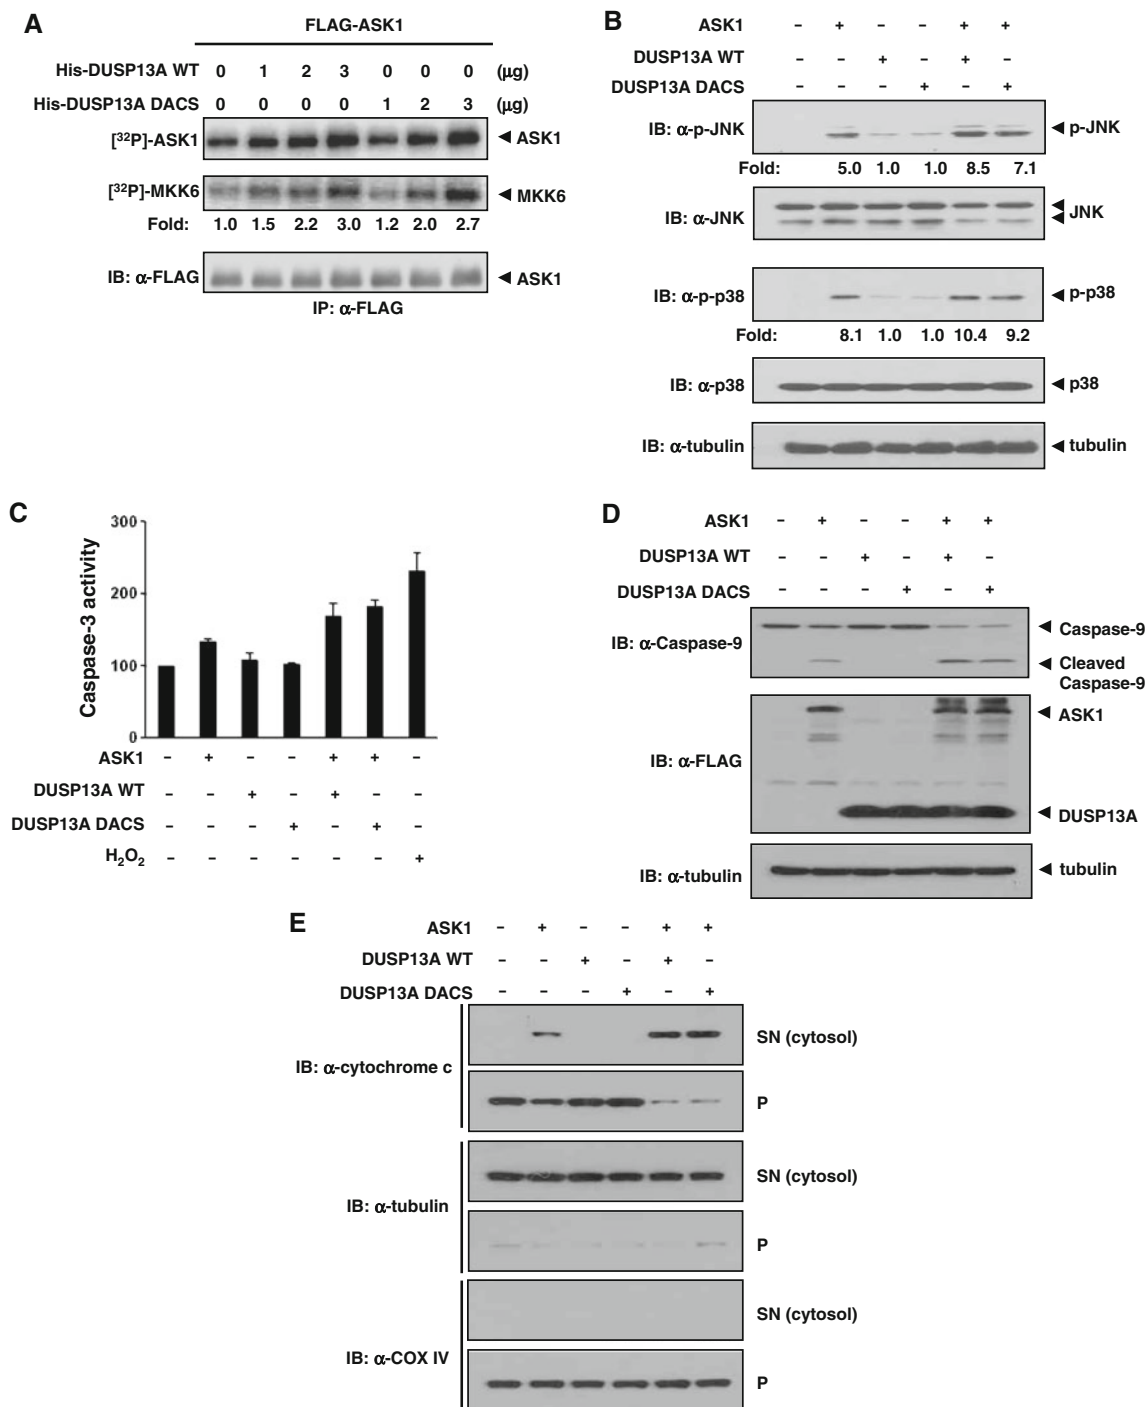 A
FLAG-ASK1
His-DUSP13A WT 0 1 2 3 0 0 0 (µg)
His-DUSP13A DACS 0 0 0 0 1 2 3 (µg)
[³²P]-ASK1 ◄ ASK1
[³²P]-MKK6 ◄ MKK6
Fold: 1.0 1.5 2.2 3.0 1.2 2.0 2.7
IB: α-FLAG ◄ ASK1
IP: α-FLAG
B
ASK1 – + – – + +
DUSP13A WT – – + – + –
DUSP13A DACS – – – + – +
IB: α-p-JNK ◄ p-JNK
Fold: 5.0 1.0 1.0 8.5 7.1
IB: α-JNK ◄ JNK
IB: α-p-p38 ◄ p-p38
Fold: 8.1 1.0 1.0 10.4 9.2
IB: α-p38 ◄ p38
IB: α-tubulin ◄ tubulin
C
Caspase-3 activity
300
200
100
0
ASK1 – + – – + + –
DUSP13A WT – – + – + – –
DUSP13A DACS – – – + – + –
H₂O₂ – – – – – – +
D
ASK1 – + – – + +
DUSP13A WT – – + – + –
DUSP13A DACS – – – + – +
IB: α-Caspase-9 ◄ Caspase-9
◄ Cleaved
Caspase-9
IB: α-FLAG ◄ ASK1
◄ DUSP13A
IB: α-tubulin ◄ tubulin
E
ASK1 – + – – + +
DUSP13A WT – – + – + –
DUSP13A DACS – – – + – +
IB: α-cytochrome c
SN (cytosol)
P
IB: α-tubulin
SN (cytosol)
P
IB: α-COX IV
SN (cytosol)
P